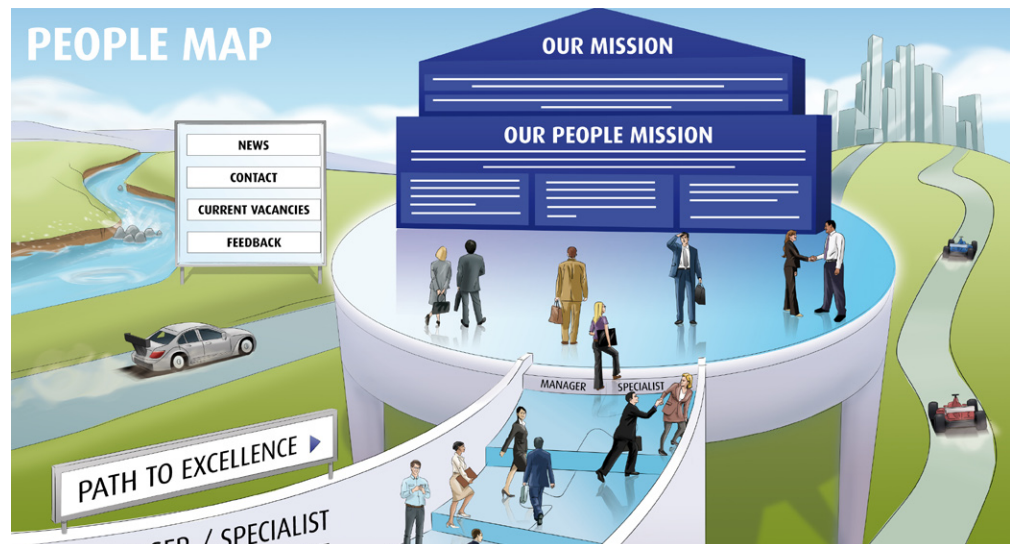 PEOPLE MAP
OUR MISSION
OUR PEOPLE MISSION
NEWS
CONTACT
CURRENT VACANCIES
FEEDBACK
MANAGER
SPECIALIST
PATH TO EXCELLENCE
/ SPECIALIST